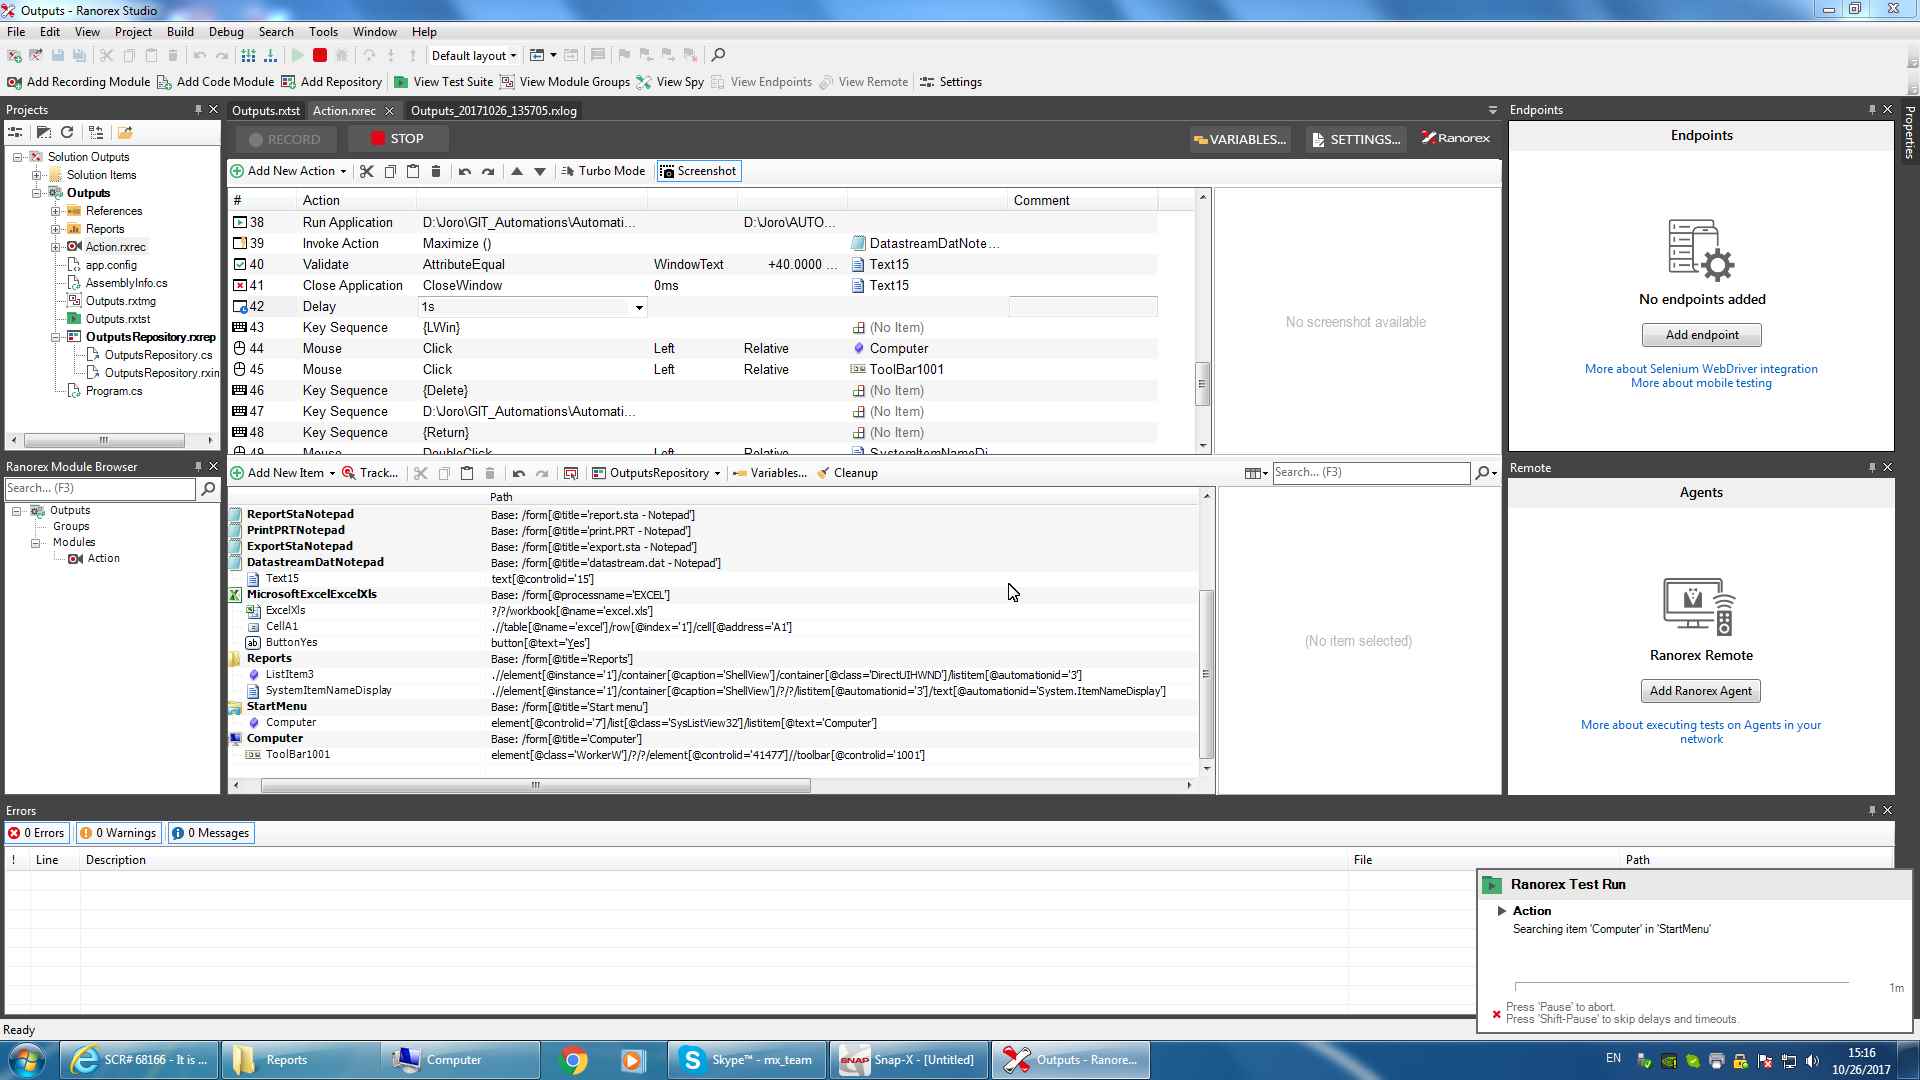 Outputs - Ranorex Studio
File Edit View Project Build Debug Search Tools Window Help
Default layout
Add Recording Module Add Code Module Add Repository View Test Suite View Module Groups View Spy View Endpoints View Remote Settings
Projects
Solution Outputs
Solution Items
Outputs
References
Reports
Action.rxrec
app.config
AssemblyInfo.cs
Outputs.rxtmg
Outputs.rxtst
OutputsRepository.rxrep
OutputsRepository.cs
OutputsRepository.rxin
Program.cs
Ranorex Module Browser
Search... (F3)
Outputs
Groups
Modules
Action
Outputs.rxtst Action.rxrec Outputs_20171026_135705.rxlog
RECORD STOP VARIABLES... SETTINGS... Ranorex
Add New Action Turbo Mode Screenshot
# Action Comment
38 Run Application D:\Joro\GIT_Automations\Automati... D:\Joro\AUTO...
39 Invoke Action Maximize () DatastreamDatNote...
40 Validate AttributeEqual WindowText +40.0000 ... Text15
41 Close Application CloseWindow 0ms Text15
42 Delay 1s
43 Key Sequence {LWin} (No Item)
44 Mouse Click Left Relative Computer
45 Mouse Click Left Relative ToolBar1001
46 Key Sequence {Delete} (No Item)
47 Key Sequence D:\Joro\GIT_Automations\Automati... (No Item)
48 Key Sequence {Return} (No Item)
49 Mouse DoubleClick Left Relative SystemItemNameDi...
No screenshot available
Add New Item Track... OutputsRepository Variables... Cleanup Search... (F3)
Path
ReportStaNotepad Base: /form[@title='report.sta - Notepad']
PrintPRTNotepad Base: /form[@title='print.PRT - Notepad']
ExportStaNotepad Base: /form[@title='export.sta - Notepad']
DatastreamDatNotepad Base: /form[@title='datastream.dat - Notepad']
Text15 text[@controlid='15']
MicrosoftExcelExcelXls Base: /form[@processname='EXCEL']
ExcelXls ?/?/workbook[@name='excel.xls']
CellA1 .//table[@name='excel']/row[@index='1']/cell[@address='A1']
ButtonYes button[@text='Yes']
Reports Base: /form[@title='Reports']
ListItem3 .//element[@instance='1']/container[@caption='ShellView']/container[@class='DirectUIHWND']/listitem[@automationid='3']
SystemItemNameDisplay .//element[@instance='1']/container[@caption='ShellView']/?/?/listitem[@automationid='3']/text[@automationid='System.ItemNameDisplay']
StartMenu Base: /form[@title='Start menu']
Computer element[@controlid='7']/list[@class='SysListView32']/listitem[@text='Computer']
Computer Base: /form[@title='Computer']
ToolBar1001 element[@class='WorkerW']/?/?/element[@controlid='41477']//toolbar[@controlid='1001']
(No item selected)
Endpoints
Endpoints
No endpoints added
Add endpoint
More about Selenium WebDriver integration
More about mobile testing
Remote
Agents
Ranorex Remote
Add Ranorex Agent
More about executing tests on Agents in your
network
Properties
Errors
0 Errors 0 Warnings 0 Messages
! Line Description File Path
Ranorex Test Run
Action
Searching item 'Computer' in 'StartMenu'
1m
Press 'Pause' to abort.
Press 'Shift-Pause' to skip delays and timeouts.
Ready
SCR# 68166 - It is ... Reports Computer Skype™ - mx_team SNAP Snap-X - [Untitled] Outputs - Ranore... EN
15:16
10/26/2017